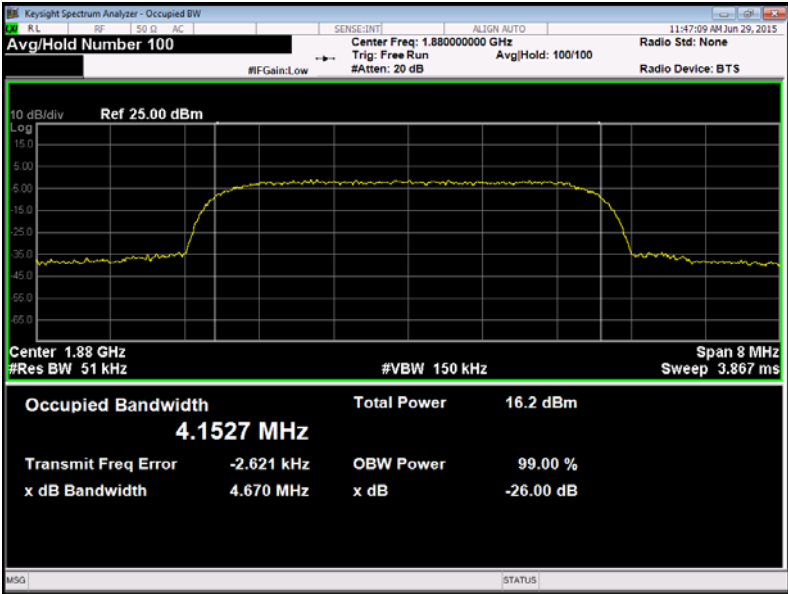 Keysight Spectrum Analyzer - Occupied BW
RL RF 50 Ω AC SENSE:INT ALIGN AUTO 11:47:09 AM Jun 29, 2015
Avg/Hold Number 100
Center Freq: 1.880000000 GHz
Radio Std: None
Trig: Free Run Avg|Hold: 100/100
#IFGain:Low #Atten: 20 dB Radio Device: BTS
10 dB/div Ref 25.00 dBm
Log
15.0
5.00
-5.00
-15.0
-25.0
-35.0
-45.0
-55.0
-65.0
Center 1.88 GHz Span 8 MHz
#Res BW 51 kHz #VBW 150 kHz Sweep 3.867 ms
Occupied Bandwidth Total Power 16.2 dBm
4.1527 MHz
Transmit Freq Error -2.621 kHz OBW Power 99.00 %
x dB Bandwidth 4.670 MHz x dB -26.00 dB
MSG STATUS